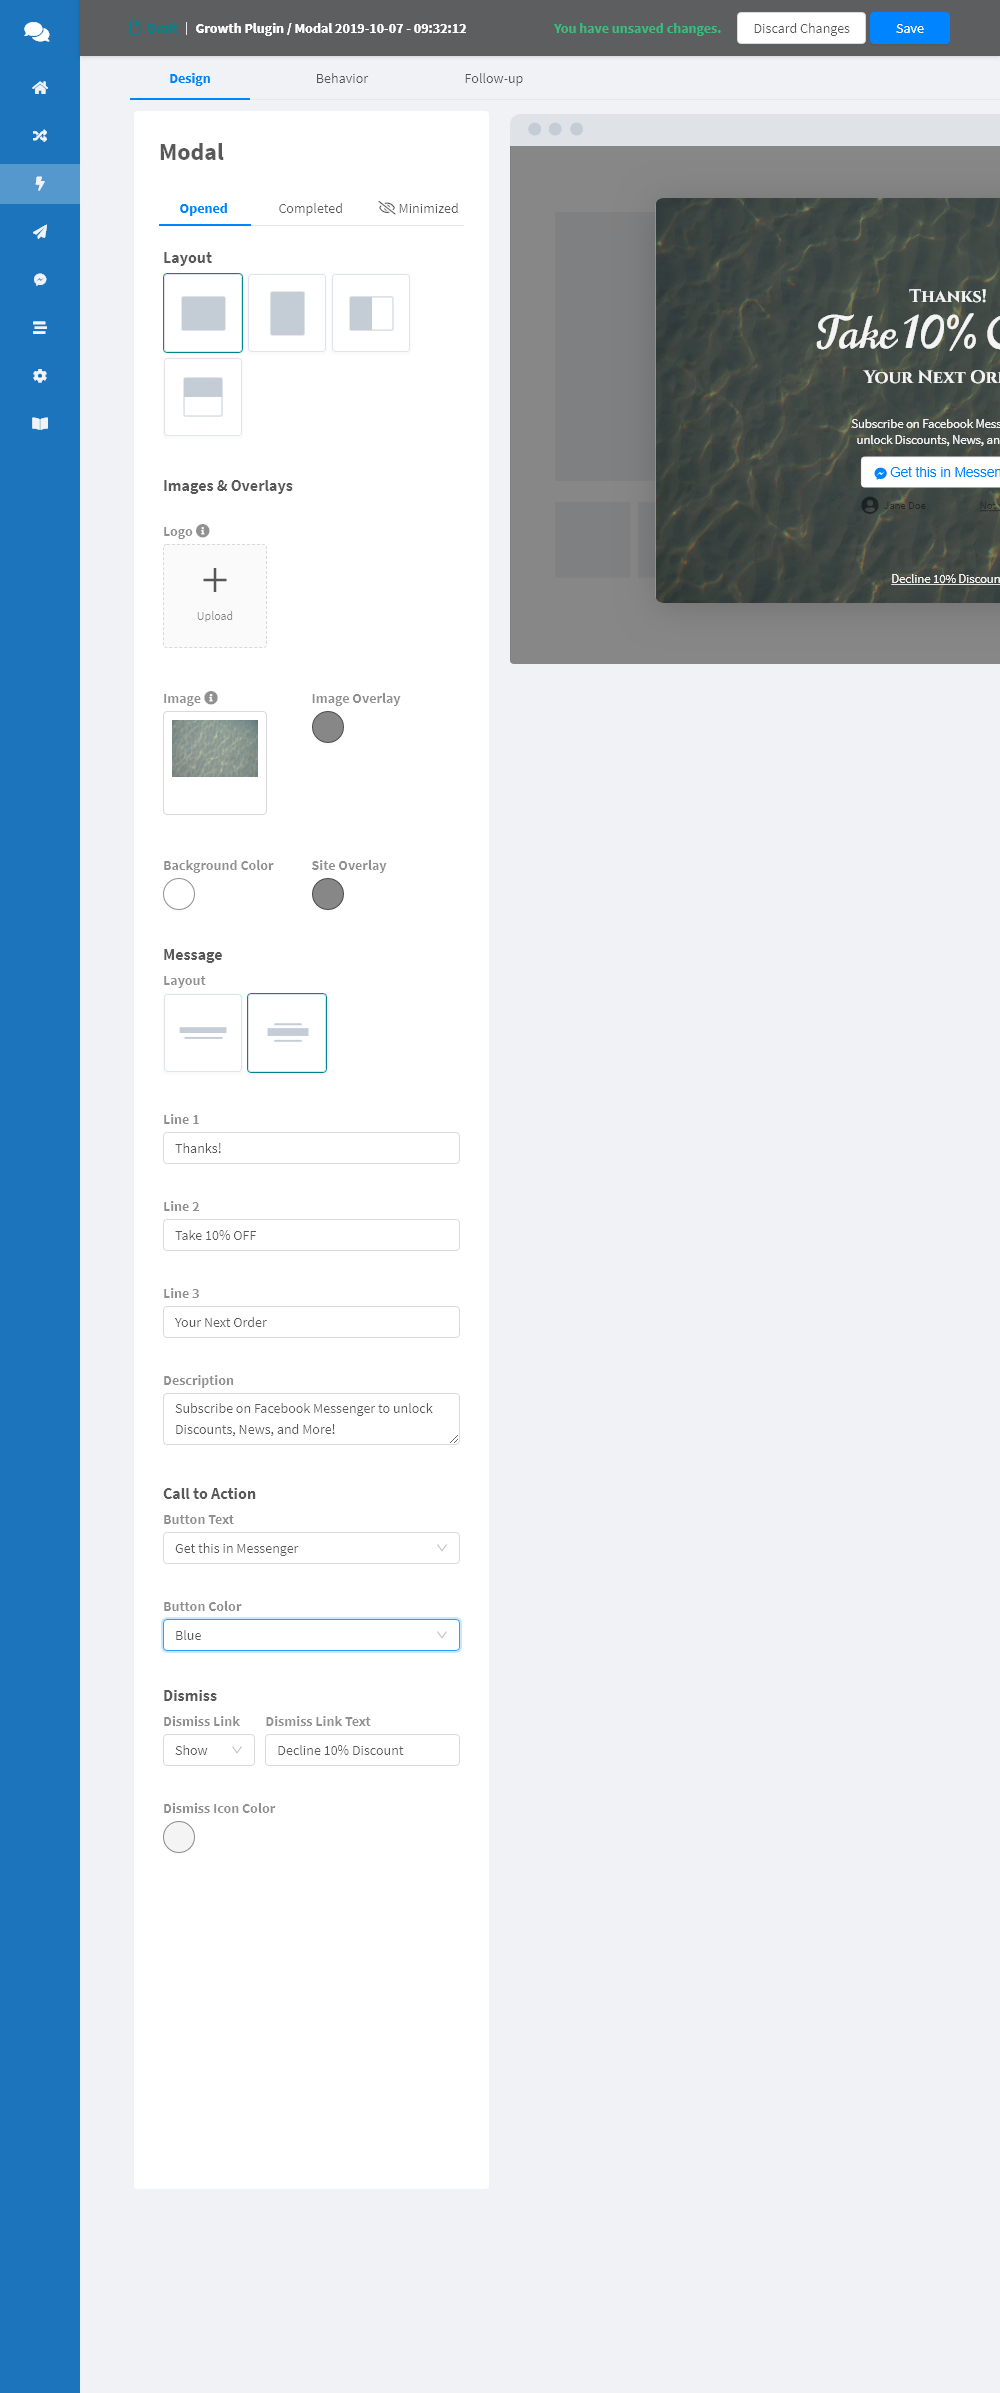 Draft | Growth Plugin / Modal 2019-10-07 - 09:32:12 You have unsaved changes. Discard Changes Save
Design Behavior Follow-up
Modal
Opened Completed Minimized
Layout
Images & Overlays
Logo
Upload
Image Image Overlay
Background Color Site Overlay
Message
Layout
Line 1
Thanks!
Line 2
Take 10% OFF
Line 3
Your Next Order
Description
Subscribe on Facebook Messenger to unlock
Discounts, News, and More!
Call to Action
Button Text
Get this in Messenger
Button Color
Blue
Dismiss
Dismiss Link Dismiss Link Text
Show Decline 10% Discount
Dismiss Icon Color
Thanks!
Take 10% O
Your Next Or
Subscribe on Facebook Mess
unlock Discounts, News, an
Get this in Messen
Jane Doe Not
Decline 10% Discoun